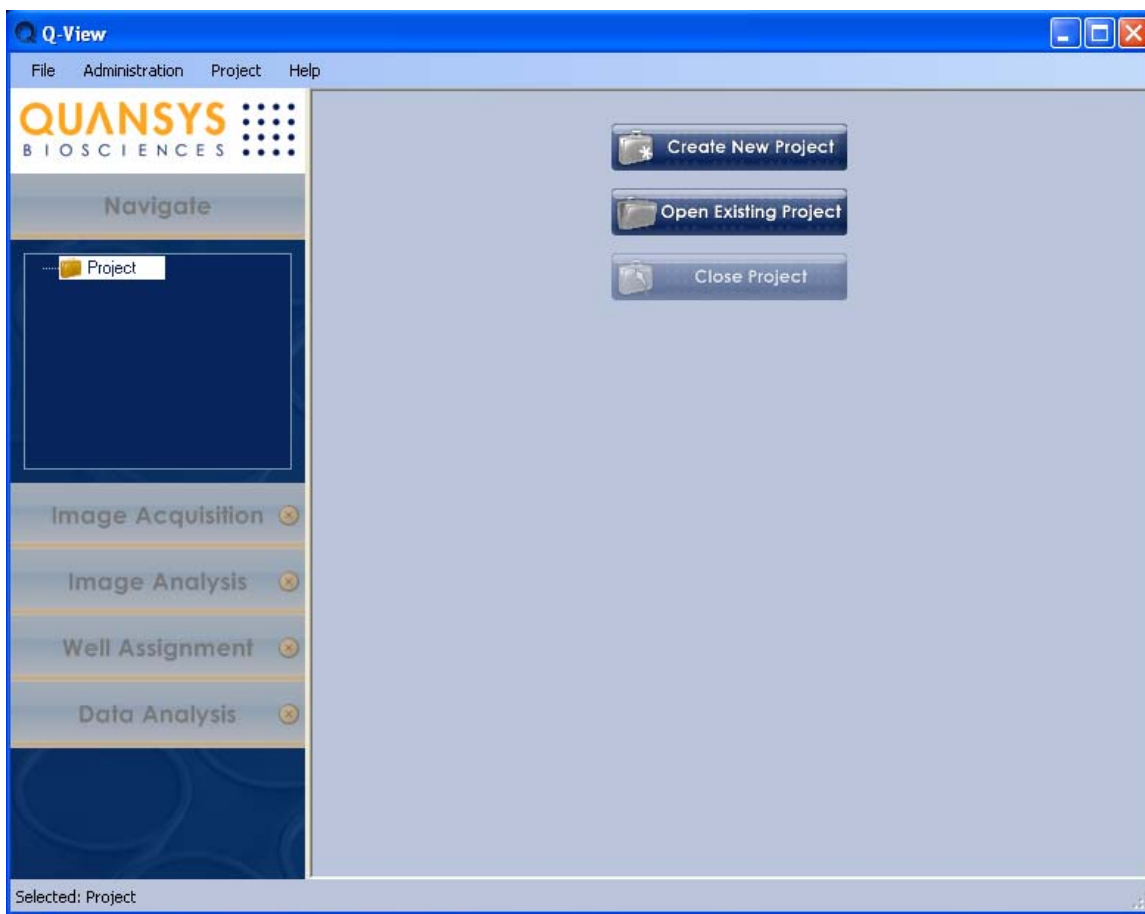 Q-View
File Administration Project Help
QUANSYS
BIOSCIENCES
Navigate
Project
Image Acquisition
Image Analysis
Well Assignment
Data Analysis
Create New Project
Open Existing Project
Close Project
Selected: Project